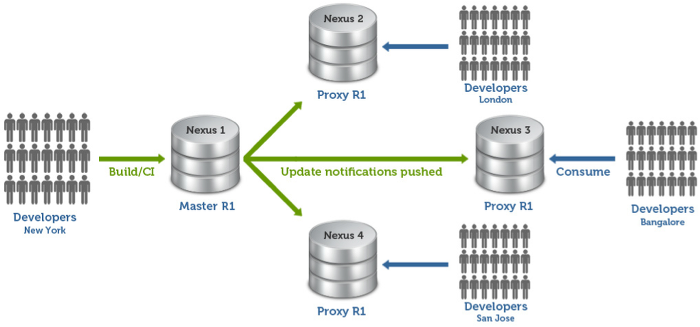 Nexus 2
Proxy R1
Developers
London
Nexus 1
Master R1
Build/CI
Developers
New York
Update notifications pushed
Nexus 3
Proxy R1
Consume
Developers
Bangalore
Nexus 4
Proxy R1
Developers
San Jose